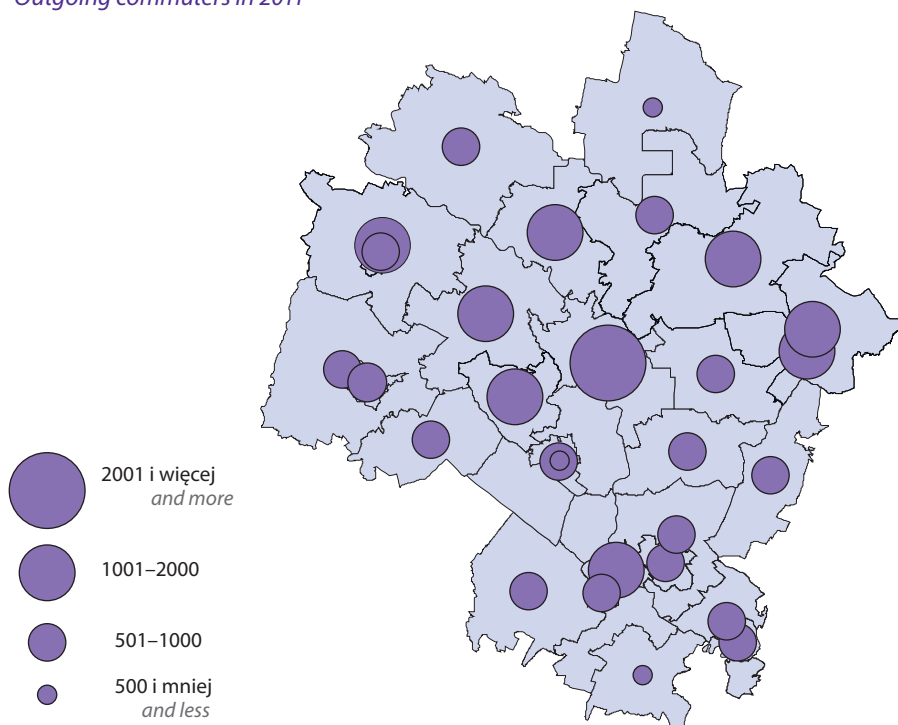 Outgoing commuters in 2011
2001 i więcej
and more
1001–2000
501–1000
500 i mniej
and less